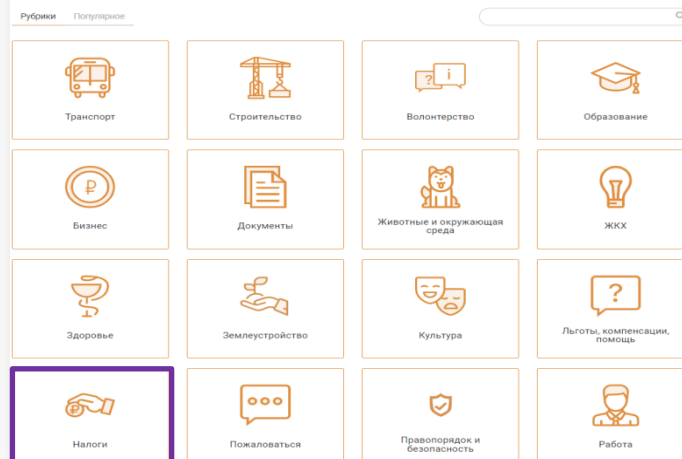 Рубрики Популярное
Транспорт
Строительство
Волонтерство
Образование
Бизнес
Документы
Животные и окружающая
среда
ЖКХ
Здоровье
Землеустройство
Культура
Льготы, компенсации,
помощь
Налоги
Пожаловаться
Правопорядок и
безопасность
Работа